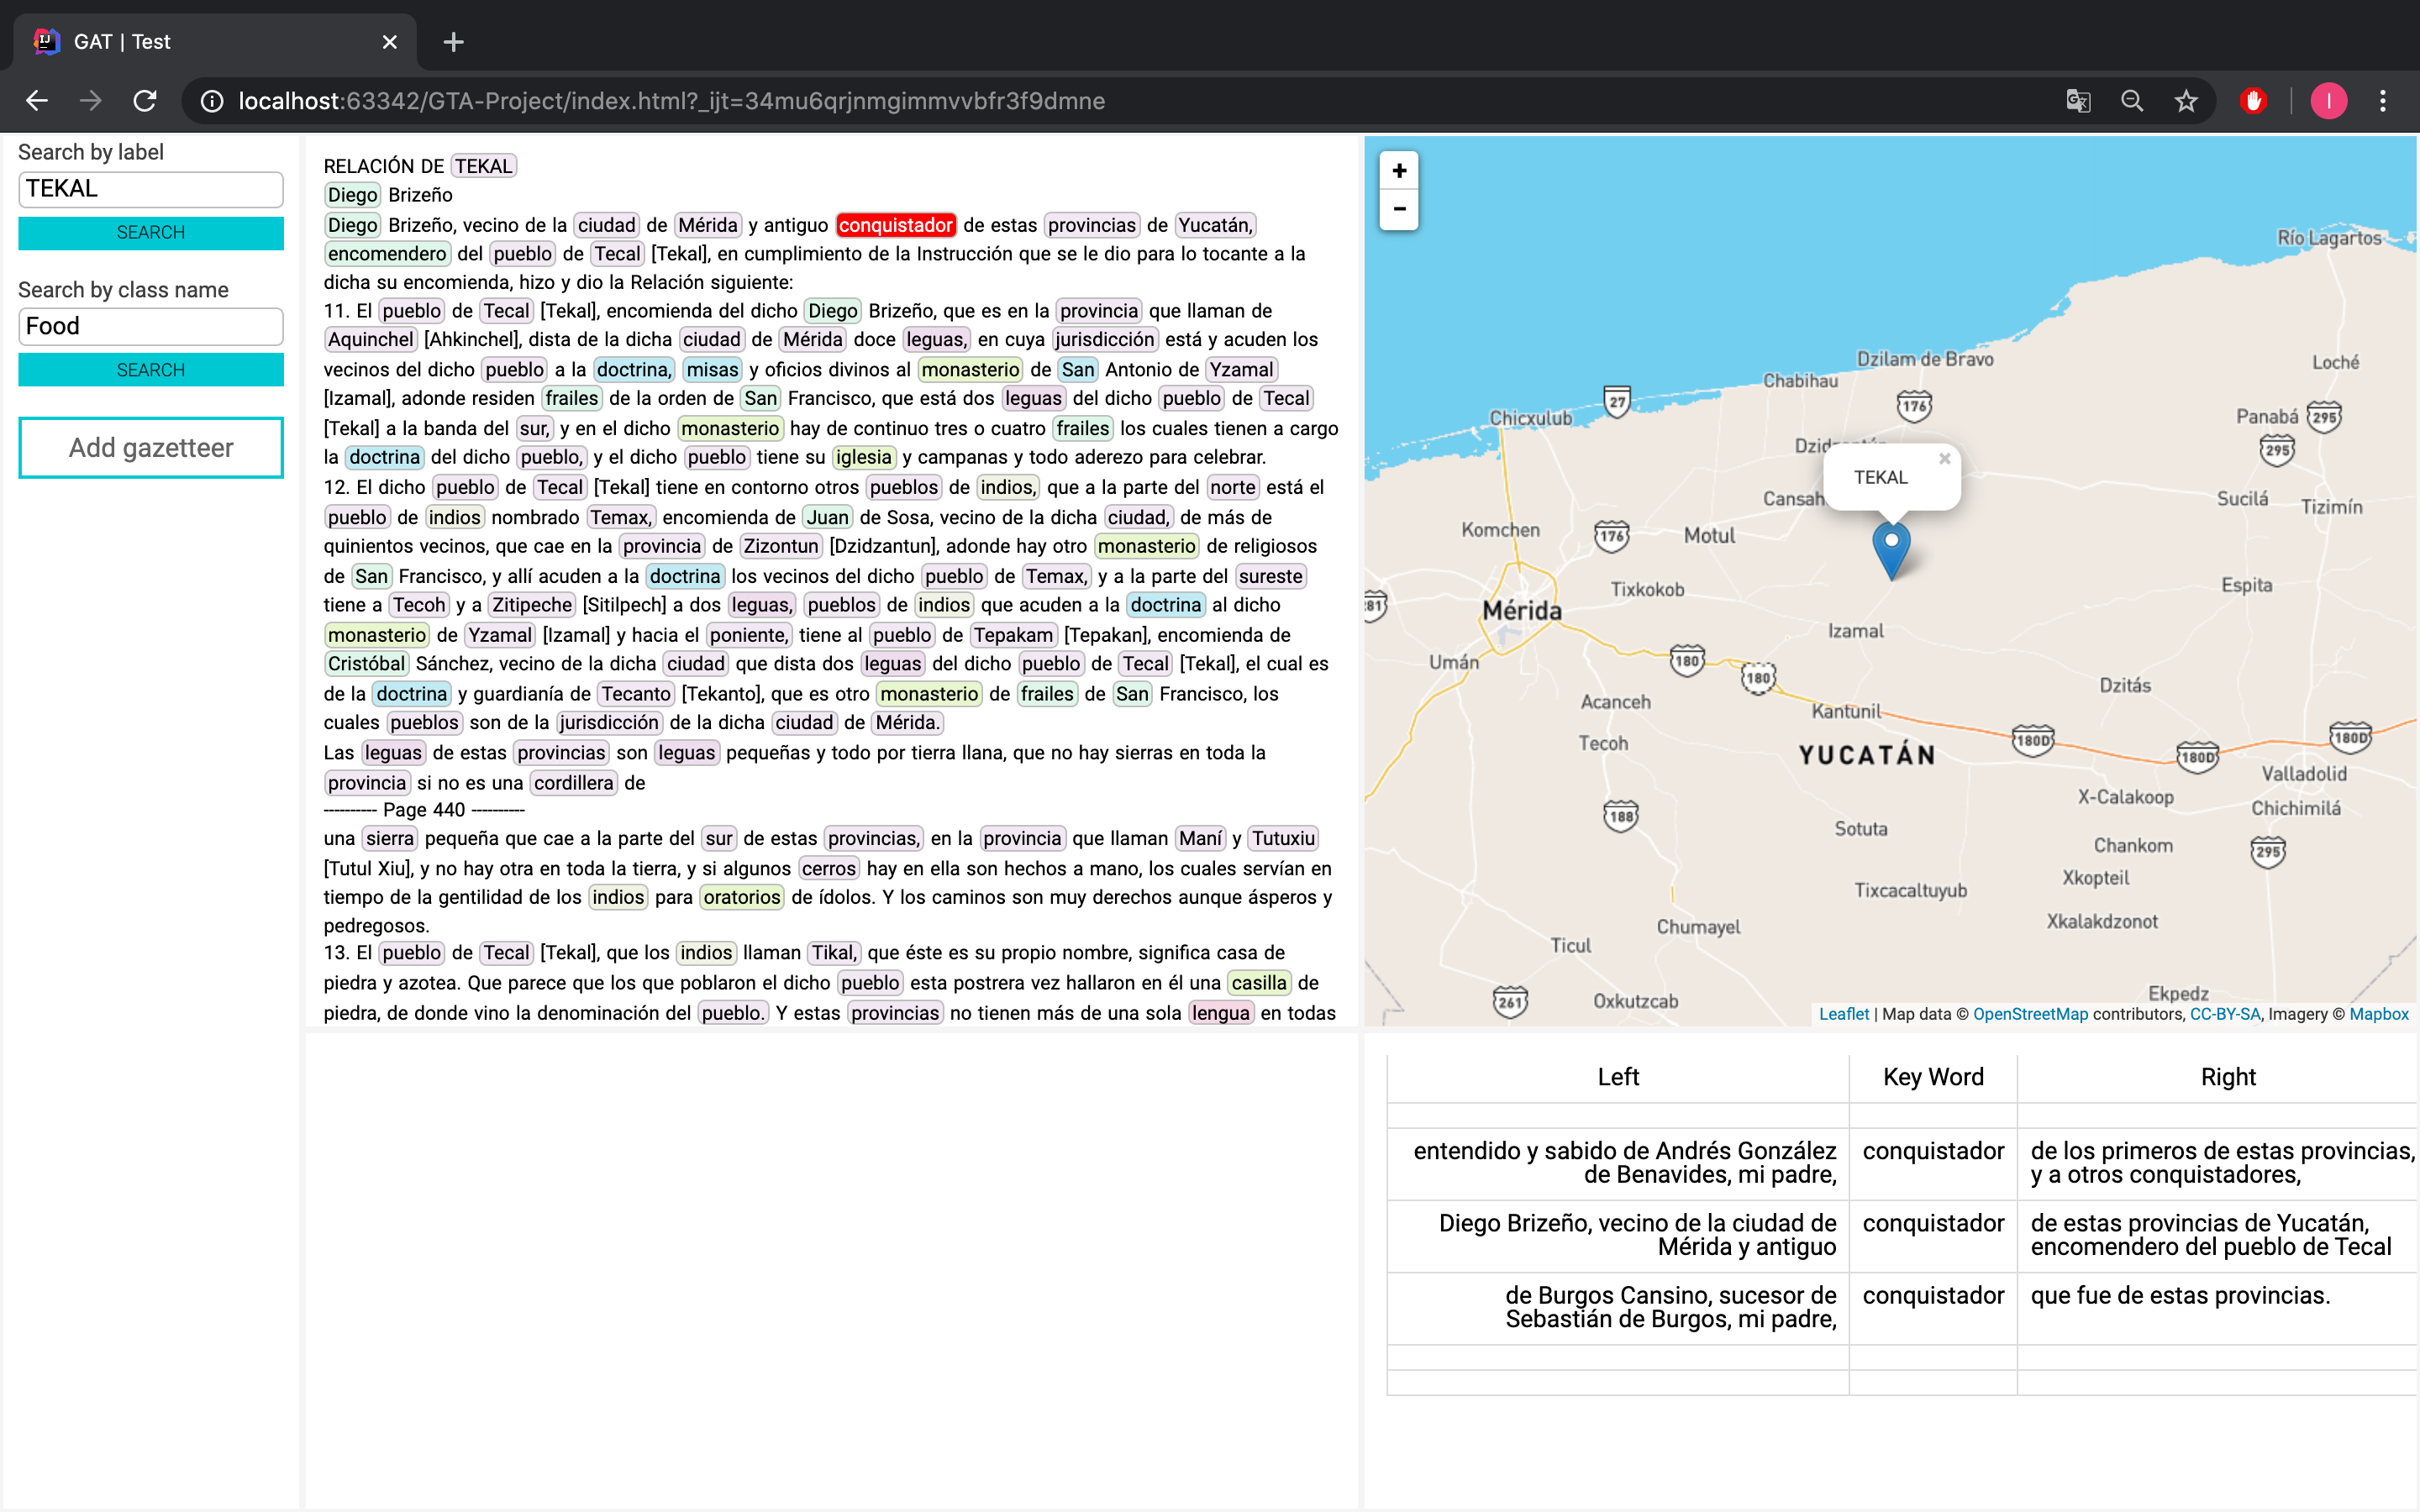 GAT | Test
localhost:63342/GTA-Project/index.html?_ijt=34mu6qrjnmgimmvvbfr3f9dmne
I
Search by label
TEKAL
SEARCH
Search by class name
Food
SEARCH
Add gazetteer
RELACIÓN DE TEKAL
Diego Brizeño
Diego Brizeño, vecino de la ciudad de Mérida y antiguo conquistador de estas provincias de Yucatán,
encomendero del pueblo de Tecal [Tekal], en cumplimiento de la Instrucción que se le dio para lo tocante a la
dicha su encomienda, hizo y dio la Relación siguiente:
11. El pueblo de Tecal [Tekal], encomienda del dicho Diego Brizeño, que es en la provincia que llaman de
Aquinchel [Ahkinchel], dista de la dicha ciudad de Mérida doce leguas, en cuya jurisdicción está y acuden los
vecinos del dicho pueblo a la doctrina, misas y oficios divinos al monasterio de San Antonio de Yzamal
[Izamal], adonde residen frailes de la orden de San Francisco, que está dos leguas del dicho pueblo de Tecal
[Tekal] a la banda del sur, y en el dicho monasterio hay de continuo tres o cuatro frailes los cuales tienen a cargo
la doctrina del dicho pueblo, y el dicho pueblo tiene su iglesia y campanas y todo aderezo para celebrar.
12. El dicho pueblo de Tecal [Tekal] tiene en contorno otros pueblos de indios, que a la parte del norte está el
pueblo de indios nombrado Temax, encomienda de Juan de Sosa, vecino de la dicha ciudad, de más de
quinientos vecinos, que cae en la provincia de Zizontun [Dzidzantun], adonde hay otro monasterio de religiosos
de San Francisco, y allí acuden a la doctrina los vecinos del dicho pueblo de Temax, y a la parte del sureste
tiene a Tecoh y a Zitipeche [Sitilpech] a dos leguas, pueblos de indios que acuden a la doctrina al dicho
monasterio de Yzamal [Izamal] y hacia el poniente, tiene al pueblo de Tepakam [Tepakan], encomienda de
Cristóbal Sánchez, vecino de la dicha ciudad que dista dos leguas del dicho pueblo de Tecal [Tekal], el cual es
de la doctrina y guardianía de Tecanto [Tekanto], que es otro monasterio de frailes de San Francisco, los
cuales pueblos son de la jurisdicción de la dicha ciudad de Mérida.
Las leguas de estas provincias son leguas pequeñas y todo por tierra llana, que no hay sierras en toda la
provincia si no es una cordillera de
---------- Page 440 ----------
una sierra pequeña que cae a la parte del sur de estas provincias, en la provincia que llaman Maní y Tutuxiu
[Tutul Xiu], y no hay otra en toda la tierra, y si algunos cerros hay en ella son hechos a mano, los cuales servían en
tiempo de la gentilidad de los indios para oratorios de ídolos. Y los caminos son muy derechos aunque ásperos y
pedregosos.
13. El pueblo de Tecal [Tekal], que los indios llaman Tikal, que éste es su propio nombre, significa casa de
piedra y azotea. Que parece que los que poblaron el dicho pueblo esta postrera vez hallaron en él una casilla de
piedra, de donde vino la denominación del pueblo. Y estas provincias no tienen más de una sola lengua en todas
+
−
Río Lagartos
Dzilam de Bravo
Loché
Chabihau
27
176
Chicxulub
Panabá
295
295
TEKAL
×
Cansah
Sucilá
Tizimín
Komchen
176
Motul
Tixkokob
Espita
81
Mérida
Izamal
Umán
180
180
Dzitás
Acanceh
Kantunil
Tecoh
YUCATÁN
180D
180D
180D
Valladolid
X-Calakoop
Chichimilá
188
Sotuta
Chankom
295
Xkopteil
Tixcacaltuyub
Xkalakdzonot
Chumayel
Ticul
261
Oxkutzcab
Ekpedz
Leaflet | Map data © OpenStreetMap contributors, CC-BY-SA, Imagery © Mapbox
Left Key Word Right
entendido y sabido de Andrés González conquistador de los primeros de estas provincias,
de Benavides, mi padre, y a otros conquistadores,
Diego Brizeño, vecino de la ciudad de conquistador de estas provincias de Yucatán,
Mérida y antiguo encomendero del pueblo de Tecal
de Burgos Cansino, sucesor de conquistador que fue de estas provincias.
Sebastián de Burgos, mi padre,